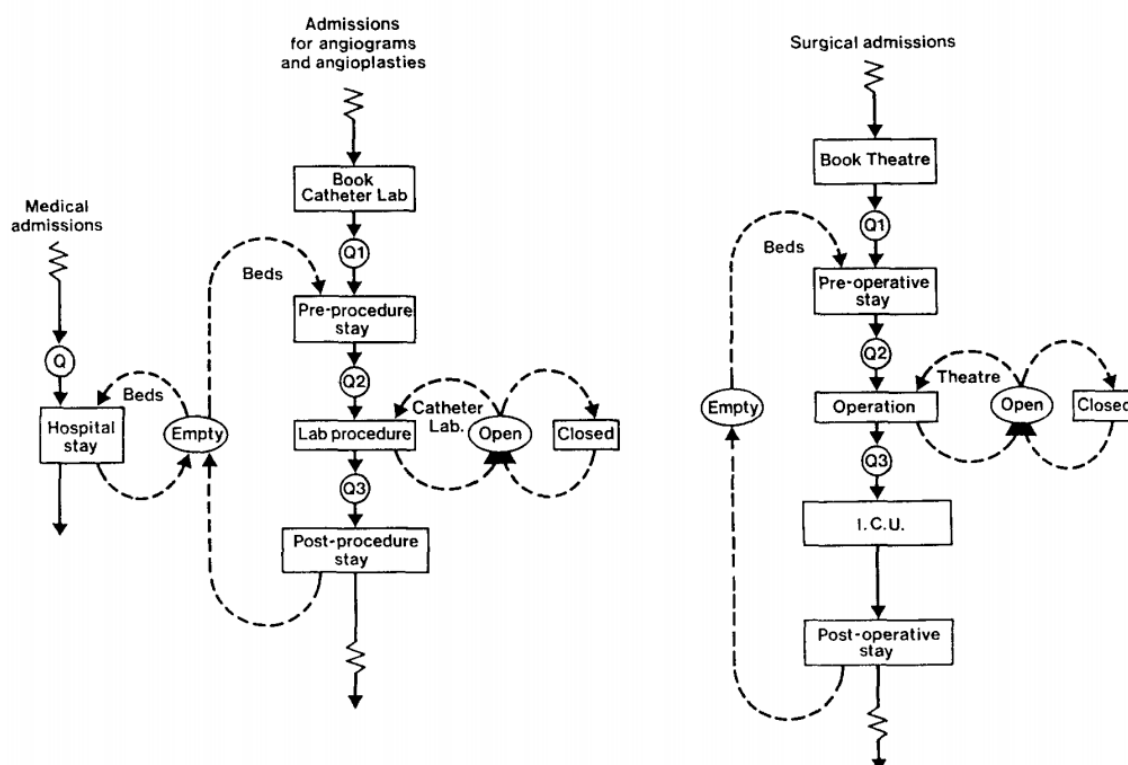 Medical
admissions
Q
Beds
Hospital
stay
Empty
Admissions
for angiograms
and angioplasties
Book
Catheter Lab
Q1
Beds
Pre-procedure
stay
Q2
Catheter
Lab.
Lab procedure
Open
Closed
Q3
Post-procedure
stay
Surgical admissions
Book Theatre
Q1
Beds
Pre-operative
stay
Q2
Theatre
Empty
Operation
Open
Closed
Q3
I.C.U.
Post-operative
stay